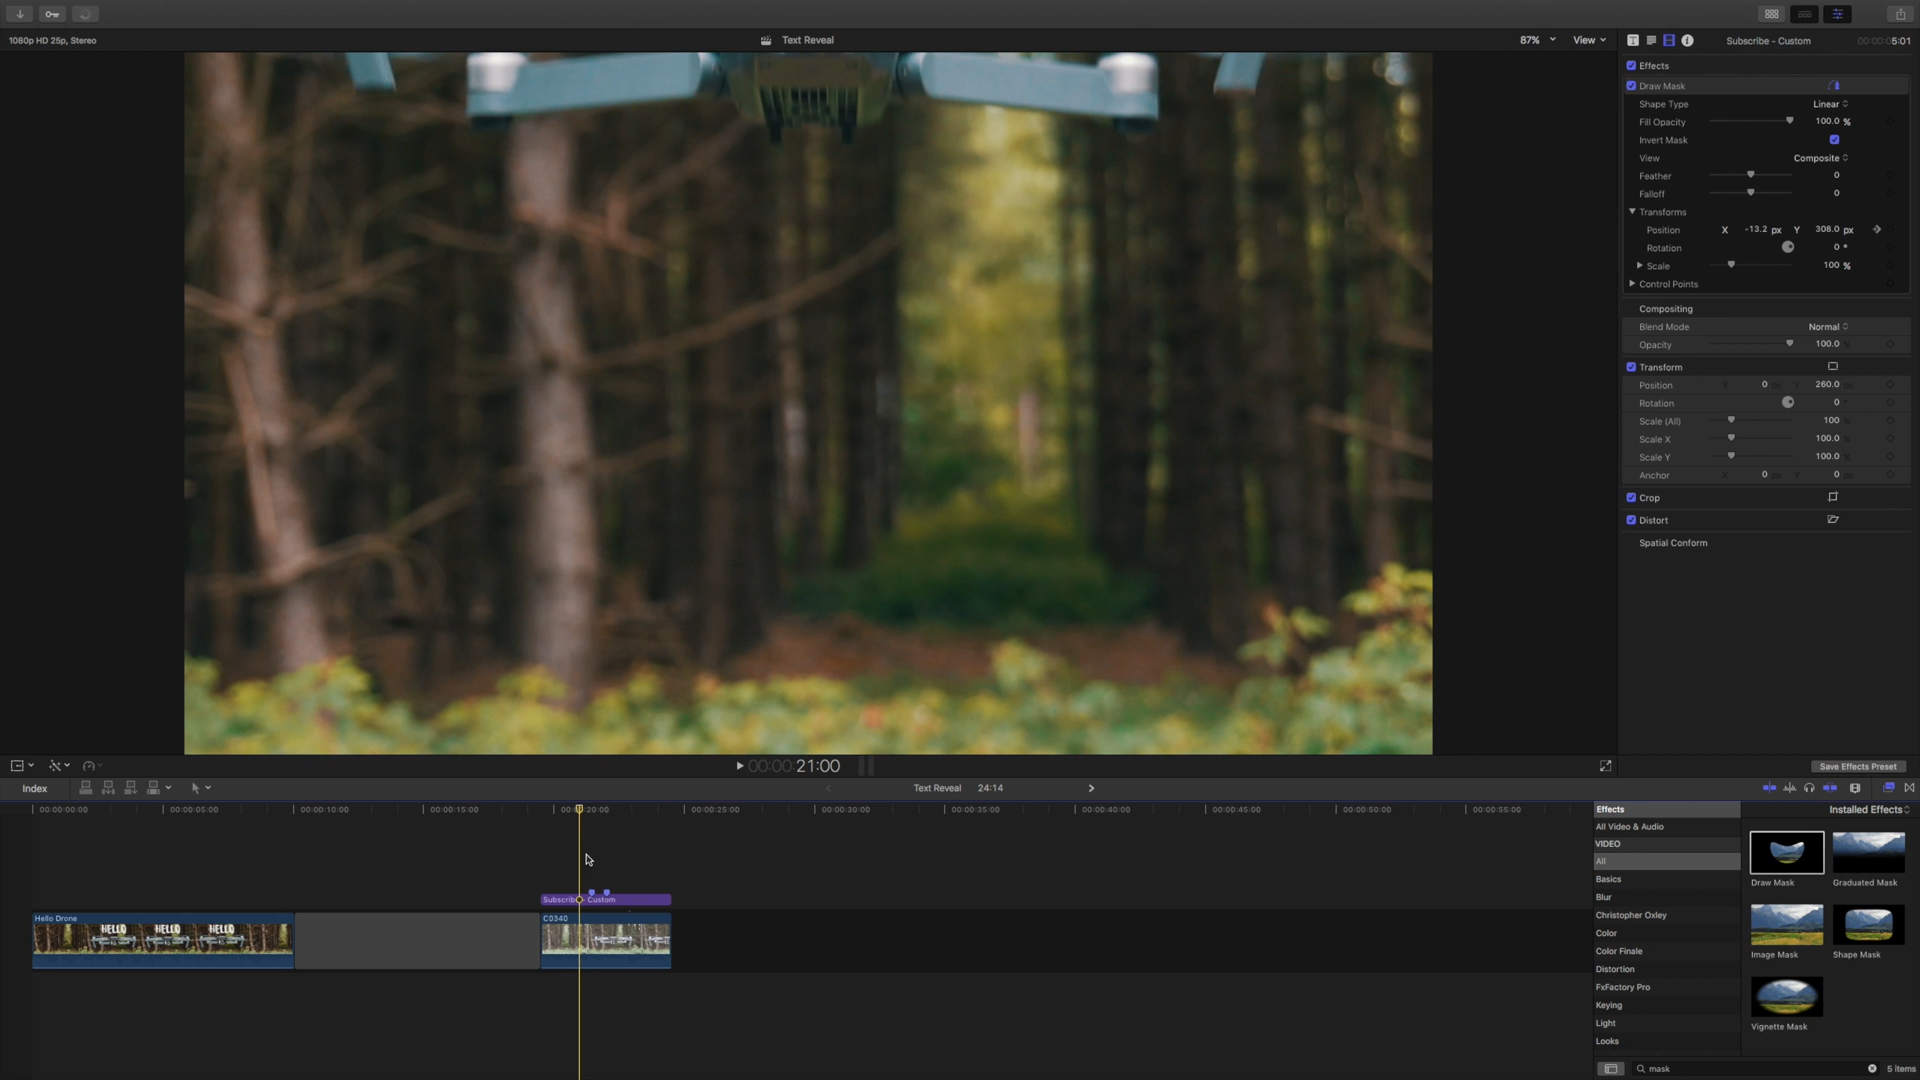 1080p HD 25p, Stereo
Text Reveal
87%
View
Subscribe - Custom
00:00:05:01
Effects
Draw Mask
Shape Type
Linear
Fill Opacity
100.0 %
Invert Mask
View
Composite
Feather
0
Falloff
0
Transforms
Position
X -13.2 px Y 308.0 px
Rotation
0 °
Scale
100 %
Control Points
Compositing
Blend Mode
Normal
Opacity
100.0 %
Transform
Position
X 0 px Y 260.0 px
Rotation
0 °
Scale (All)
100 %
Scale X
100.0 %
Scale Y
100.0 %
Anchor
X 0 px Y 0 px
Crop
Distort
Spatial Conform
00:00:21:00
Save Effects Preset
Index
Text Reveal
24:14
00:00:00:00
00:00:05:00
00:00:10:00
00:00:15:00
00:00:20:00
00:00:25:00
00:00:30:00
00:00:35:00
00:00:40:00
00:00:45:00
00:00:50:00
00:00:55:00
Subscribe - Custom
Hello Drone
HELLO
HELLO
HELLO
C0340
Effects
Installed Effects
All Video & Audio
VIDEO
All
Basics
Blur
Christopher Oxley
Color
Color Finale
Distortion
FxFactory Pro
Keying
Light
Looks
Draw Mask
Graduated Mask
Image Mask
Shape Mask
Vignette Mask
mask
5 items